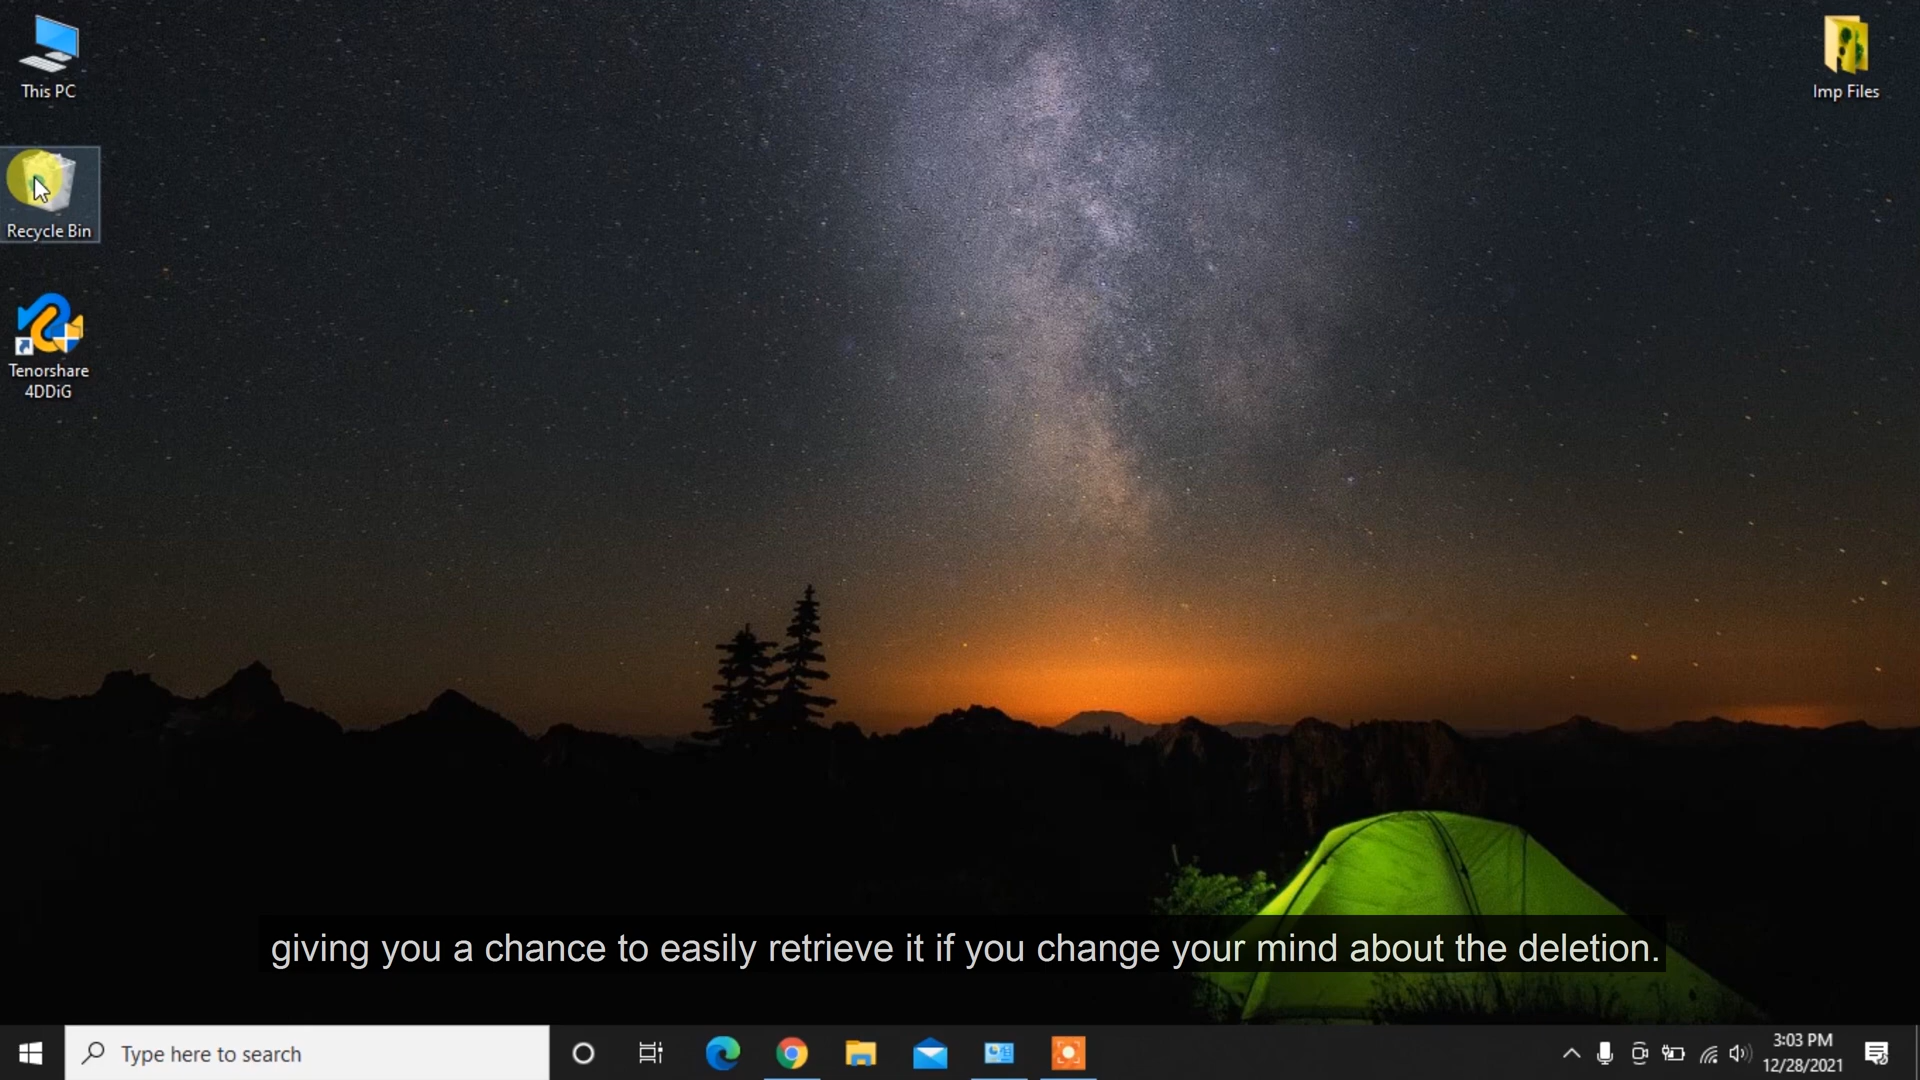 This PC
Imp Files
Recycle Bin
Tenorshare
4DDiG
giving you a chance to easily retrieve it if you change your mind about the deletion.
Type here to search
3:03 PM
12/28/2021